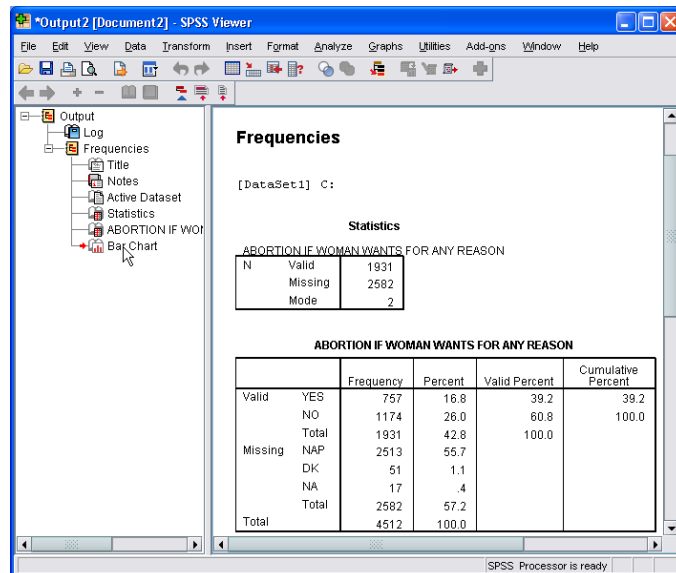 *Output2 [Document2] - SPSS Viewer
File Edit View Data Transform Insert Format Analyze Graphs Utilities Add-ons Window Help
Output
Log
Frequencies
Title
Notes
Active Dataset
Statistics
ABORTION IF WO
Bar Chart
Frequencies
[DataSet1] C:
Statistics
ABORTION IF WOMAN WANTS FOR ANY REASON
N Valid 1931
Missing 2582
Mode 2
ABORTION IF WOMAN WANTS FOR ANY REASON
Frequency Percent Valid Percent Cumulative Percent
Valid YES 757 16.8 39.2 39.2
NO 1174 26.0 60.8 100.0
Total 1931 42.8 100.0
Missing NAP 2513 55.7
DK 51 1.1
NA 17 .4
Total 2582 57.2
Total 4512 100.0
SPSS Processor is ready